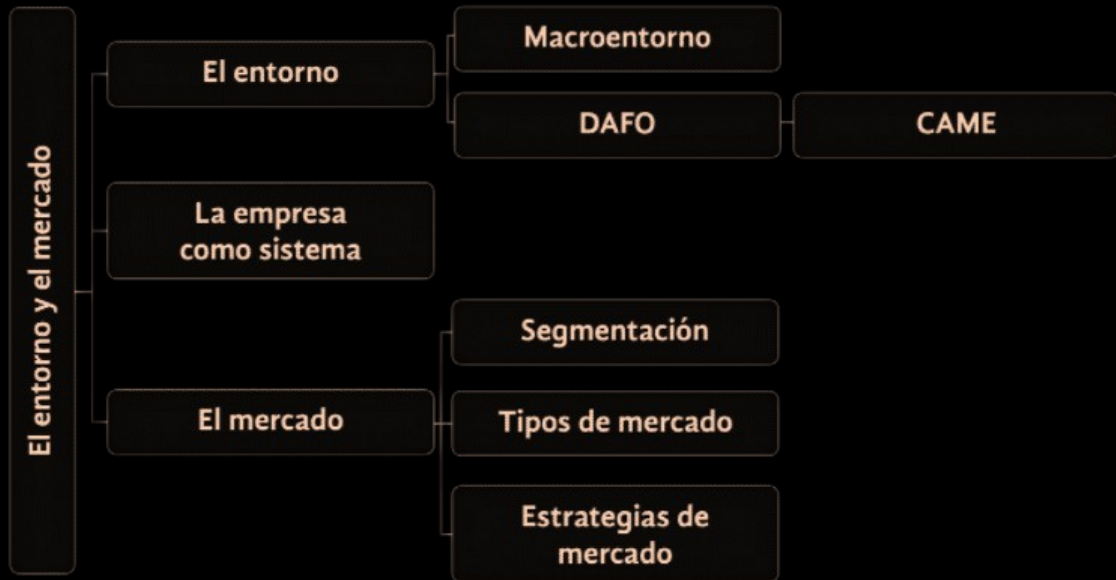 El entorno y el mercado
El entorno
Macroentorno
DAFO
CAME
La empresa
como sistema
El mercado
Segmentación
Tipos de mercado
Estrategias de
mercado